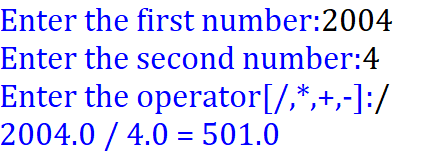 Enter the first number:2004
Enter the second number:4
Enter the operator[/,*,+,-]:/
2004.0 / 4.0 = 501.0